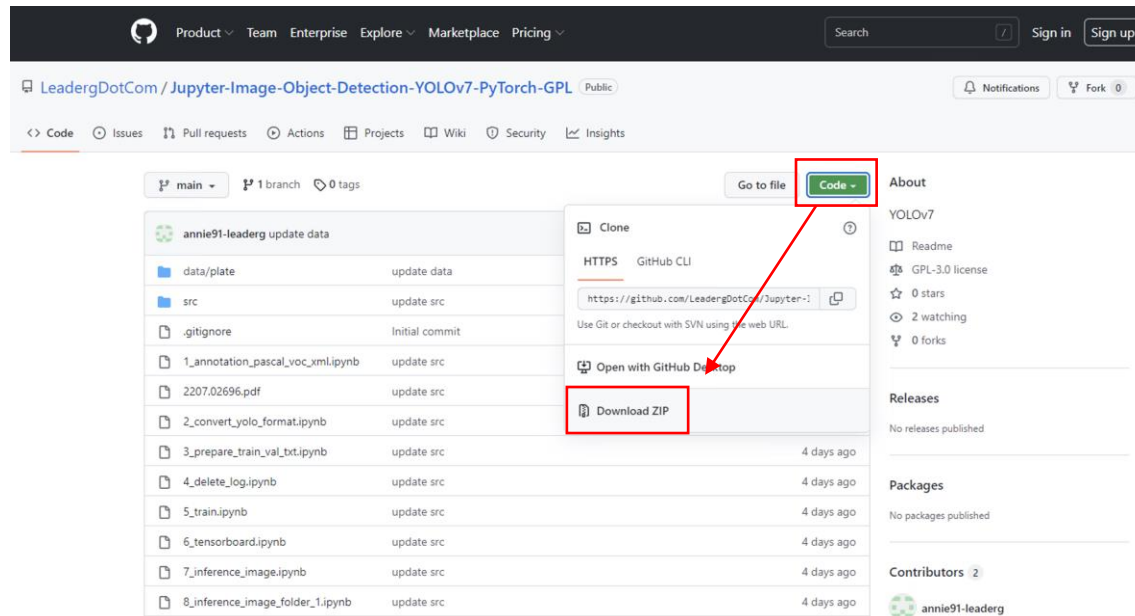 Product Team Enterprise Explore Marketplace Pricing Search / Sign in Sign up
LeadergDotCom / Jupyter-Image-Object-Detection-YOLOv7-PyTorch-GPL Public Notifications Fork 0
<> Code Issues Pull requests Actions Projects Wiki Security Insights
main 1 branch 0 tags Go to file Code
annie91-leaderg update data
data/plate update data
src update src
.gitignore Initial commit
1_annotation_pascal_voc_xml.ipynb update src
2207.02696.pdf update src
2_convert_yolo_format.ipynb update src
3_prepare_train_val_txt.ipynb update src 4 days ago
4_delete_log.ipynb update src 4 days ago
5_train.ipynb update src 4 days ago
6_tensorboard.ipynb update src 4 days ago
7_inference_image.ipynb update src 4 days ago
8_inference_image_folder_1.ipynb update src 4 days ago
Clone
HTTPS GitHub CLI
https://github.com/LeadergDotCom/Jupyter-I
Use Git or checkout with SVN using the web URL.
Open with GitHub Desktop
Download ZIP
About
YOLOv7
Readme
GPL-3.0 license
0 stars
2 watching
0 forks
Releases
No releases published
Packages
No packages published
Contributors 2
annie91-leaderg